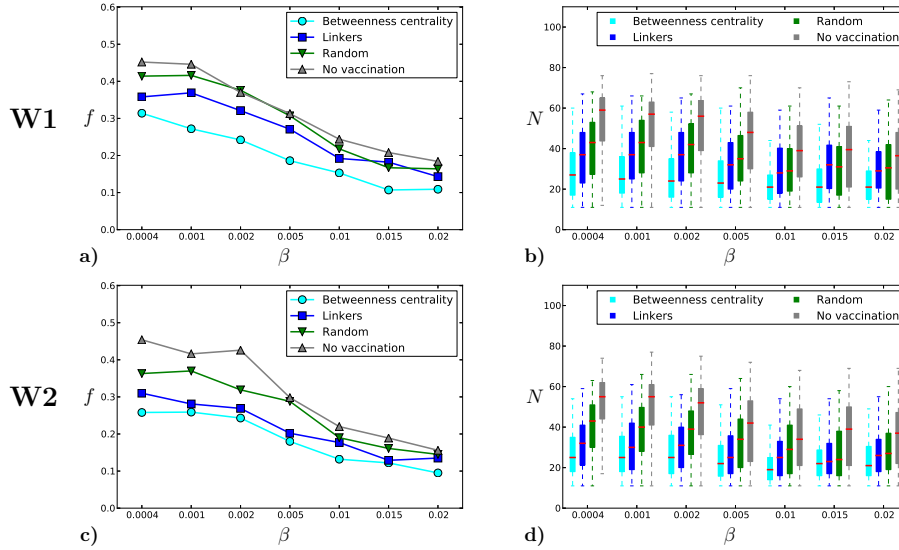 W1
f
0.6
0.5
0.4
0.3
0.2
0.1
0.0
Betweenness centrality
Linkers
Random
No vaccination
0.0004 0.001 0.002 0.005 0.01 0.015 0.02
a) β
N
100
80
60
40
20
0
Betweenness centrality Random
Linkers No vaccination
0.0004 0.001 0.002 0.005 0.01 0.015 0.02
b) β
W2
f
0.6
0.5
0.4
0.3
0.2
0.1
0.0
Betweenness centrality
Linkers
Random
No vaccination
0.0004 0.001 0.002 0.005 0.01 0.015 0.02
c) β
N
100
80
60
40
20
0
Betweenness centrality Random
Linkers No vaccination
0.0004 0.001 0.002 0.005 0.01 0.015 0.02
d) β